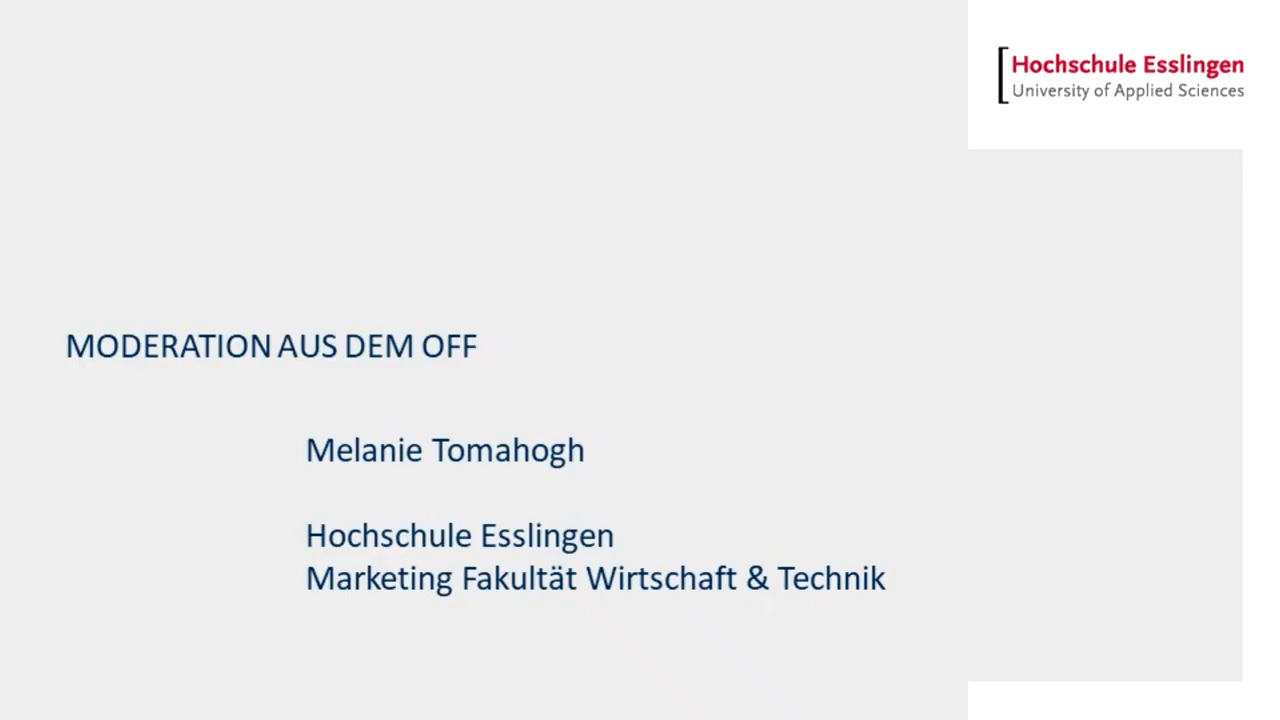 Hochschule Esslingen
University of Applied Sciences
MODERATION AUS DEM OFF
Melanie Tomahogh
Hochschule Esslingen
Marketing Fakultät Wirtschaft & Technik